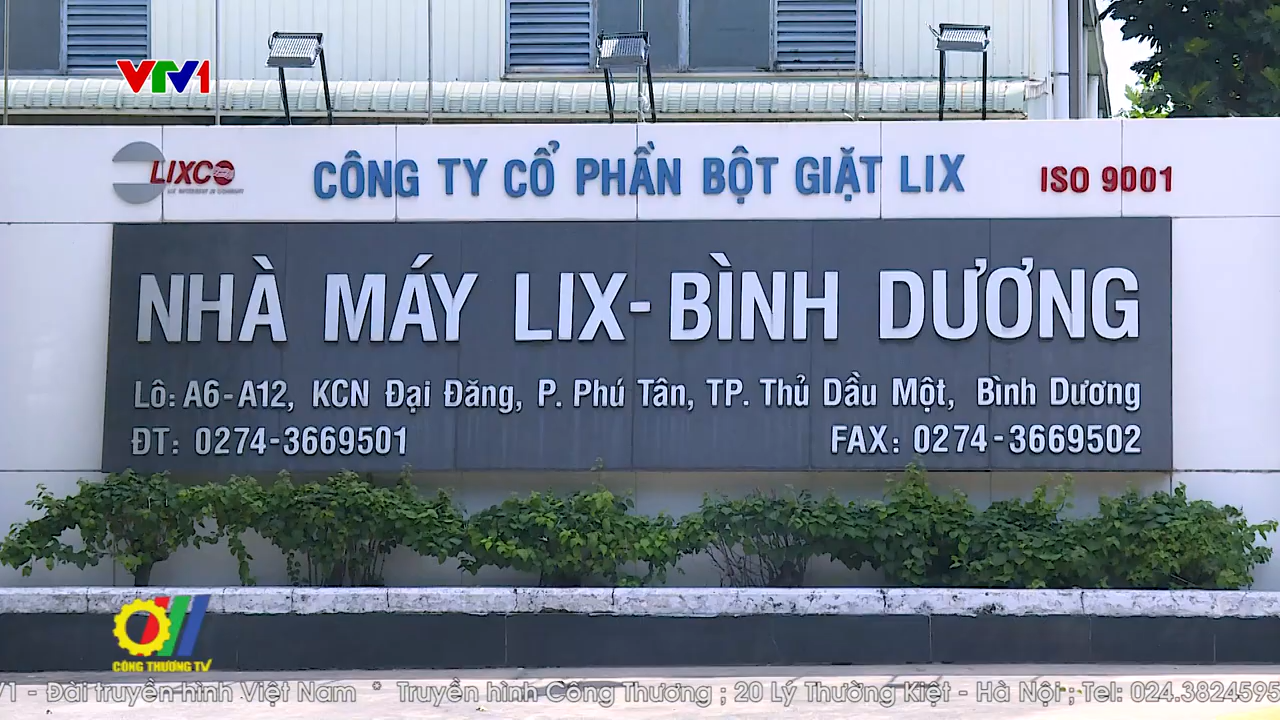 VTV1
LIXCO
CÔNG TY CỔ PHẦN BỘT GIẶT LIX
ISO 9001
NHÀ MÁY LIX-BÌNH DƯƠNG
Lô: A6-A12, KCN Đại Đăng, P. Phú Tân, TP. Thủ Dầu Một, Bình Dương
ĐT: 0274-3669501
FAX: 0274-3669502
CÔNG THƯƠNG TV
- Đài truyền hình Việt Nam * Truyền hình Công Thương ; 20 Lý Thường Kiệt - Hà Nội ; Tel: 024.3824595